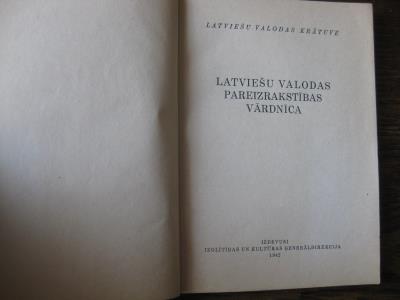 LATVIEŠU VALODAS KRĀTUVE
LATVIEŠU VALODAS
PAREIZRAKSTĪBAS
VĀRDNĪCA
IZDEVUSI
IZGLĪTĪBAS UN KULTŪRAS ĢENERĀLDIREKCIJA
1942